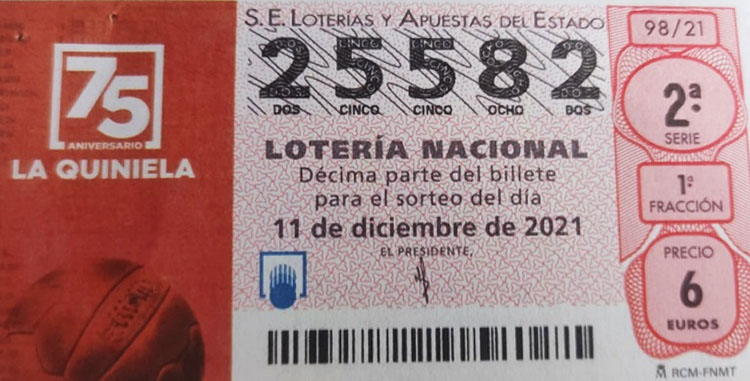 75
ANIVERSARIO
LA QUINIELA
S.E. LOTERÍAS Y APUESTAS DEL ESTADO
25582
DOS CINCO CINCO OCHO DOS
LOTERÍA NACIONAL
Décima parte del billete
para el sorteo del día
11 de diciembre de 2021
EL PRESIDENTE,
98/21
2ª
SERIE
1ª
FRACCIÓN
PRECIO
6
EUROS
RCM-FNMT